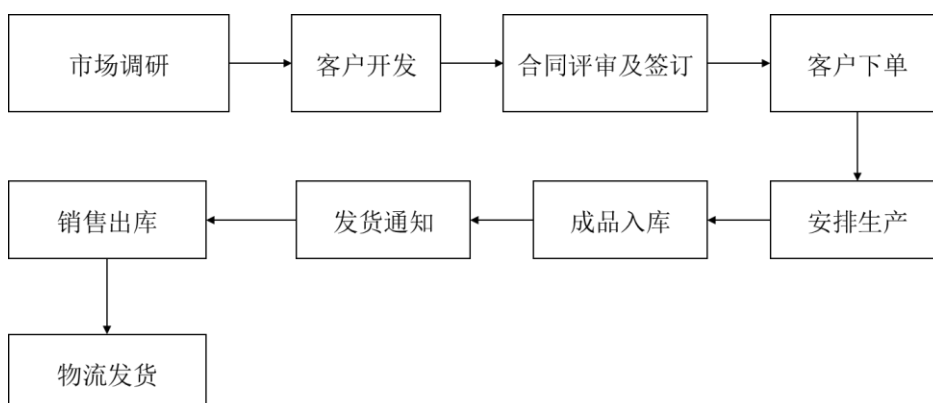 市场调研
客户开发
合同评审及签订
客户下单
安排生产
成品入库
发货通知
销售出库
物流发货